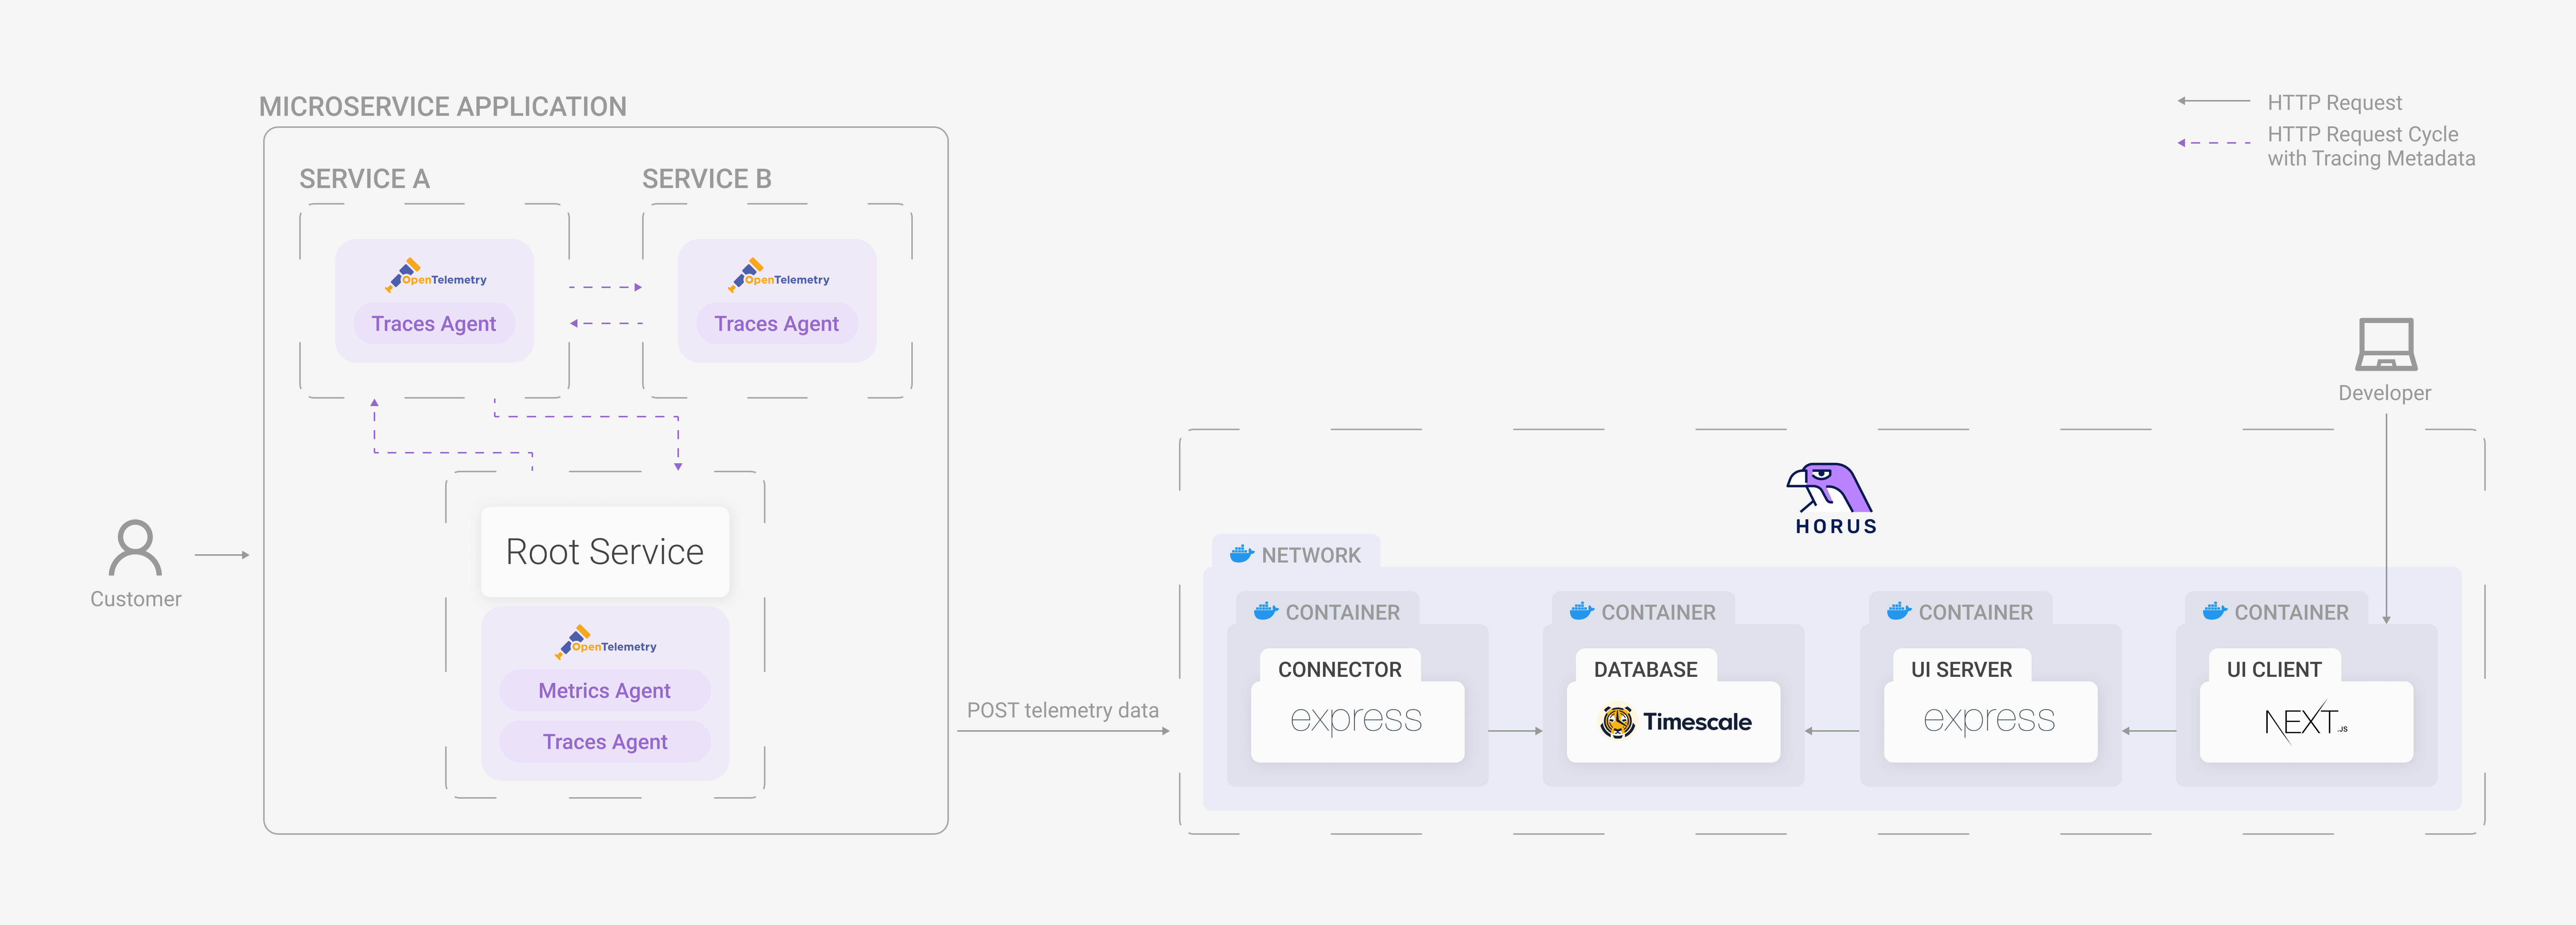 MICROSERVICE APPLICATION
HTTP Request
HTTP Request Cycle
with Tracing Metadata
SERVICE A
SERVICE B
OpenTelemetry
Traces Agent
OpenTelemetry
Traces Agent
Developer
Root Service
Customer
OpenTelemetry
Metrics Agent
Traces Agent
POST telemetry data
HORUS
NETWORK
CONTAINER
CONNECTOR
express
CONTAINER
DATABASE
Timescale
CONTAINER
UI SERVER
express
CONTAINER
UI CLIENT
NEXT.JS